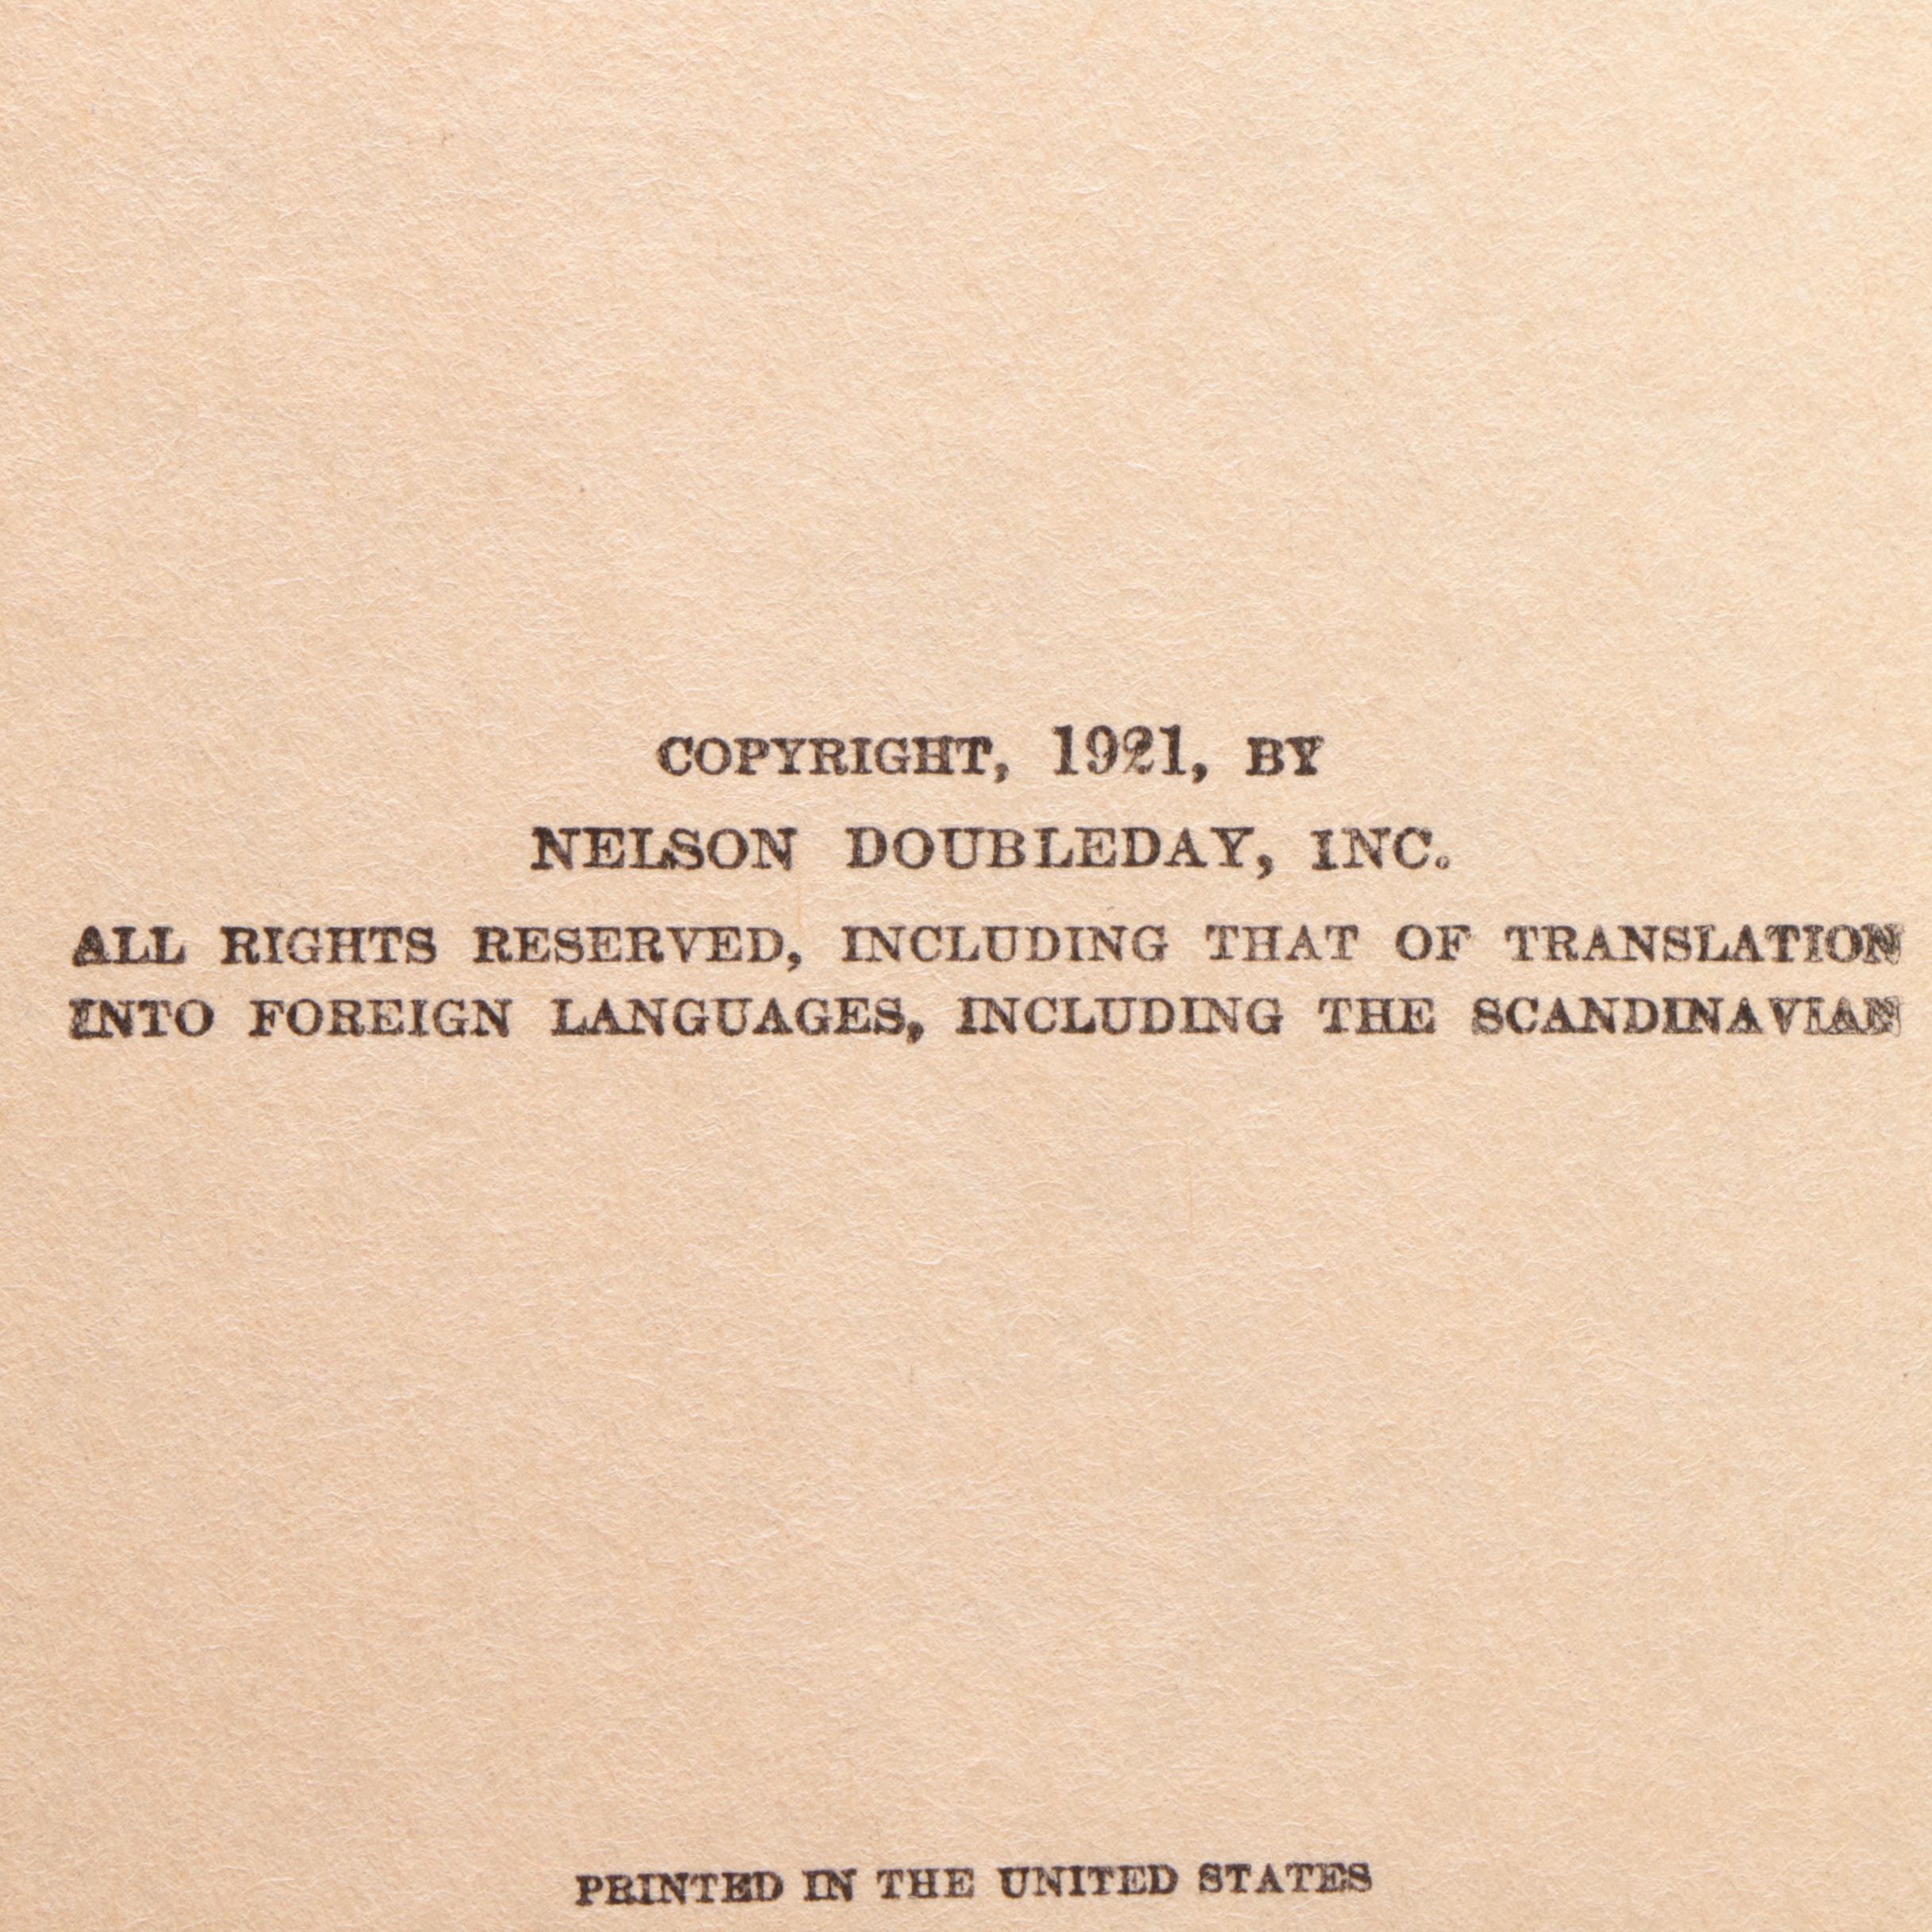 COPYRIGHT, 1921, BY
NELSON DOUBLEDAY, INC.
ALL RIGHTS RESERVED, INCLUDING THAT OF TRANSLATION
INTO FOREIGN LANGUAGES, INCLUDING THE SCANDINAVIAN
PRINTED IN THE UNITED STATES